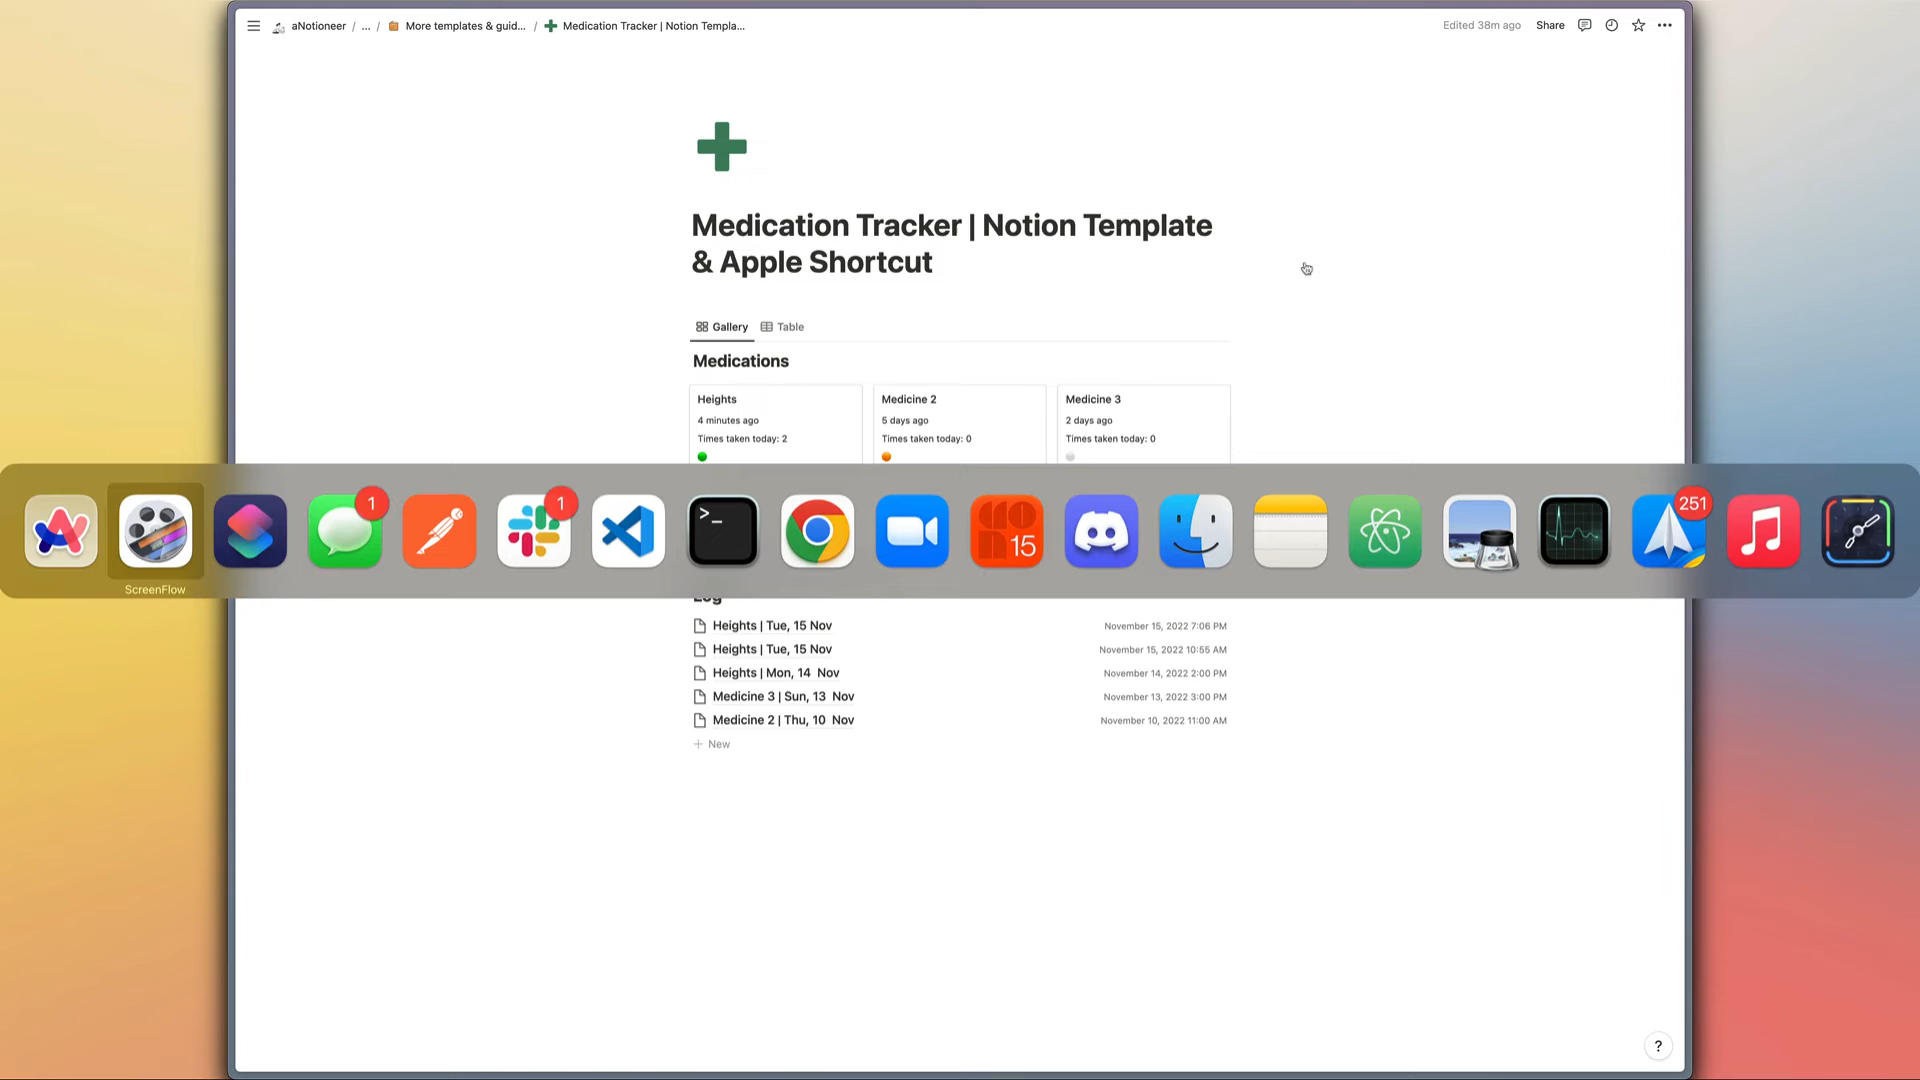 aNotioneer / ... / More templates & guid... / Medication Tracker | Notion Templa...
Edited 38m ago Share
Medication Tracker | Notion Template
& Apple Shortcut
Gallery Table
Medications
Heights
4 minutes ago
Times taken today: 2
Medicine 2
5 days ago
Times taken today: 0
Medicine 3
2 days ago
Times taken today: 0
1
1
>_
15
251
ScreenFlow
Log
Heights | Tue, 15 Nov November 15, 2022 7:06 PM
Heights | Tue, 15 Nov November 15, 2022 10:55 AM
Heights | Mon, 14 Nov November 14, 2022 2:00 PM
Medicine 3 | Sun, 13 Nov November 13, 2022 3:00 PM
Medicine 2 | Thu, 10 Nov November 10, 2022 11:00 AM
+ New
?